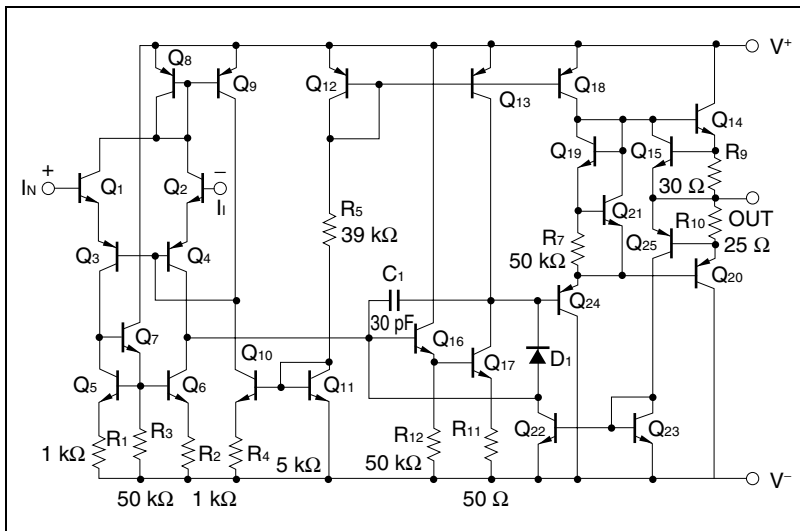 V+
Q8
Q9
Q12
Q13
Q18
Q14
Q19
Q15
R9
30 Ω
+
IN
Q1
−
Q2
II
Q21
OUT
R5
39 kΩ
R10
25 Ω
Q3
Q4
R7
50 kΩ
Q25
Q20
C1
30 pF
Q24
Q7
Q16
Q17
D1
Q5
Q6
Q10
Q11
Q22
Q23
R1
1 kΩ
R3
50 kΩ
R2
1 kΩ
R4
5 kΩ
R12
50 kΩ
R11
50 Ω
V−